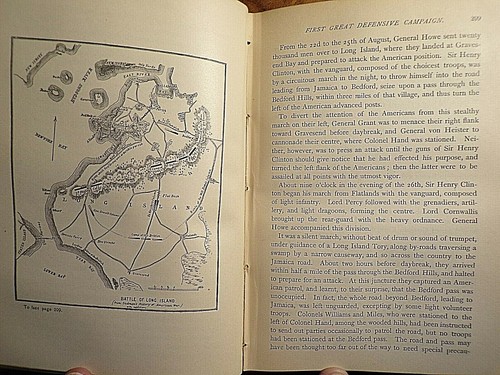 NEW JERSEY
HUDSON RIVER
EAST RIVER
NEW YORK
BAY
LONG ISLAND
LOWER BAY
BATTLE OF LONG ISLAND
To face page 209.
FIRST GREAT DEFENSIVE CAMPAIGN. 209
From the 22d to the 25th of August, General Howe sent twenty
thousand men over to Long Island, where they landed at Graves-
end Bay and prepared to attack the American position. Sir Henry
Clinton, with the vanguard, composed of the choicest troops, was
by a circuitous march in the night, to throw himself into the road
leading from Jamaica to Bedford, seize upon a pass through the
Bedford Hills, within three miles of that village, and thus turn the
left of the American advanced posts.
To divert the attention of the Americans from this stealthy
march on their left, General Grant was to menace their right flank
toward Gravesend before daybreak, and General von Heister to
cannonade their centre, where Colonel Hand was stationed. Nei-
ther, however, was to press an attack until the guns of Sir Henry
Clinton should give notice that he had effected his purpose, and
turned the left flank of the Americans; then the latter were to be
assailed at all points with the utmost vigor.
About nine o'clock in the evening of the 26th, Sir Henry Clin-
ton began his march from Flatlands with the vanguard, composed
of light infantry. Lord Percy followed with the grenadiers, artil-
lery, and light dragoons, forming the centre. Lord Cornwallis
brought up the rear-guard with the heavy ordnance. General
Howe accompanied this division.
It was a silent march, without beat of drum or sound of trumpet,
under guidance of a Long Island Tory, along by-roads traversing a
swamp by a narrow causeway, and so across the country to the
Jamaica road. About two hours before daybreak, they arrived
within half a mile of the pass through the Bedford Hills, and halted
to prepare for an attack. At this juncture they captured an Amer-
ican patrol, and learnt, to their surprise, that the Bedford pass was
unoccupied. In fact, the whole road beyond Bedford, leading to
Jamaica, was left unguarded, excepting by some light volunteer
troops. Colonels Williams and Miles, who were stationed to the
left of Colonel Hand, among the wooded hills, had been instructed
to send out parties occasionally to patrol the road, but no troops
had been stationed at the Bedford pass. The road and pass may
have been thought too far out of the way to need special precau-